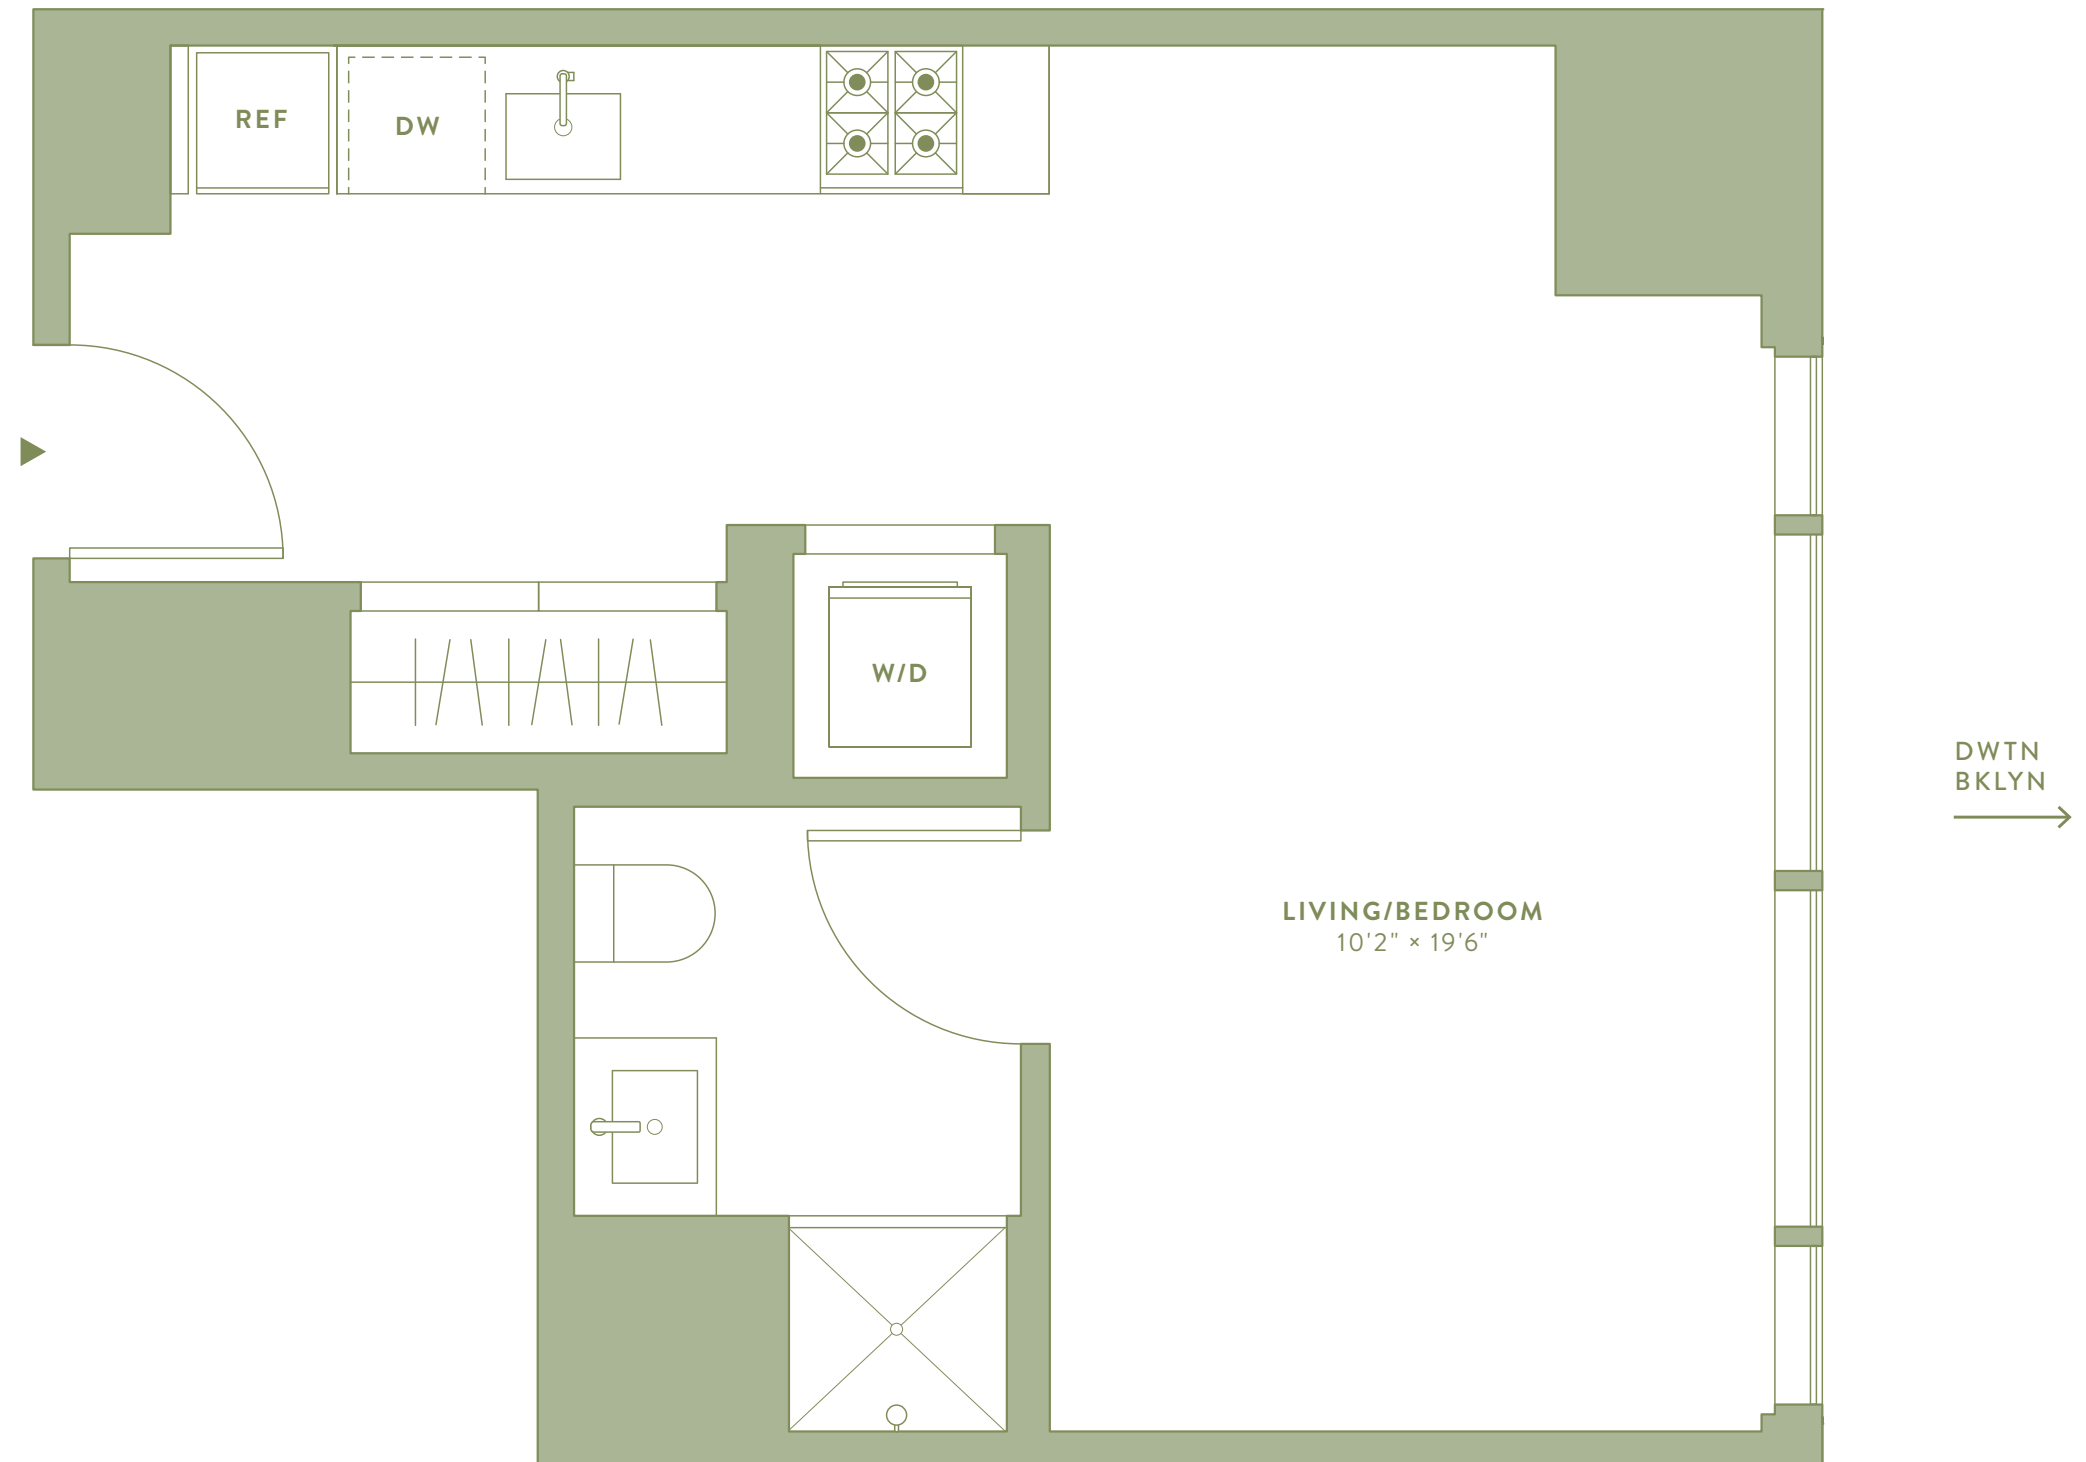 REF
DW
W/D
DWTN
BKLYN
LIVING/BEDROOM
10'2" × 19'6"